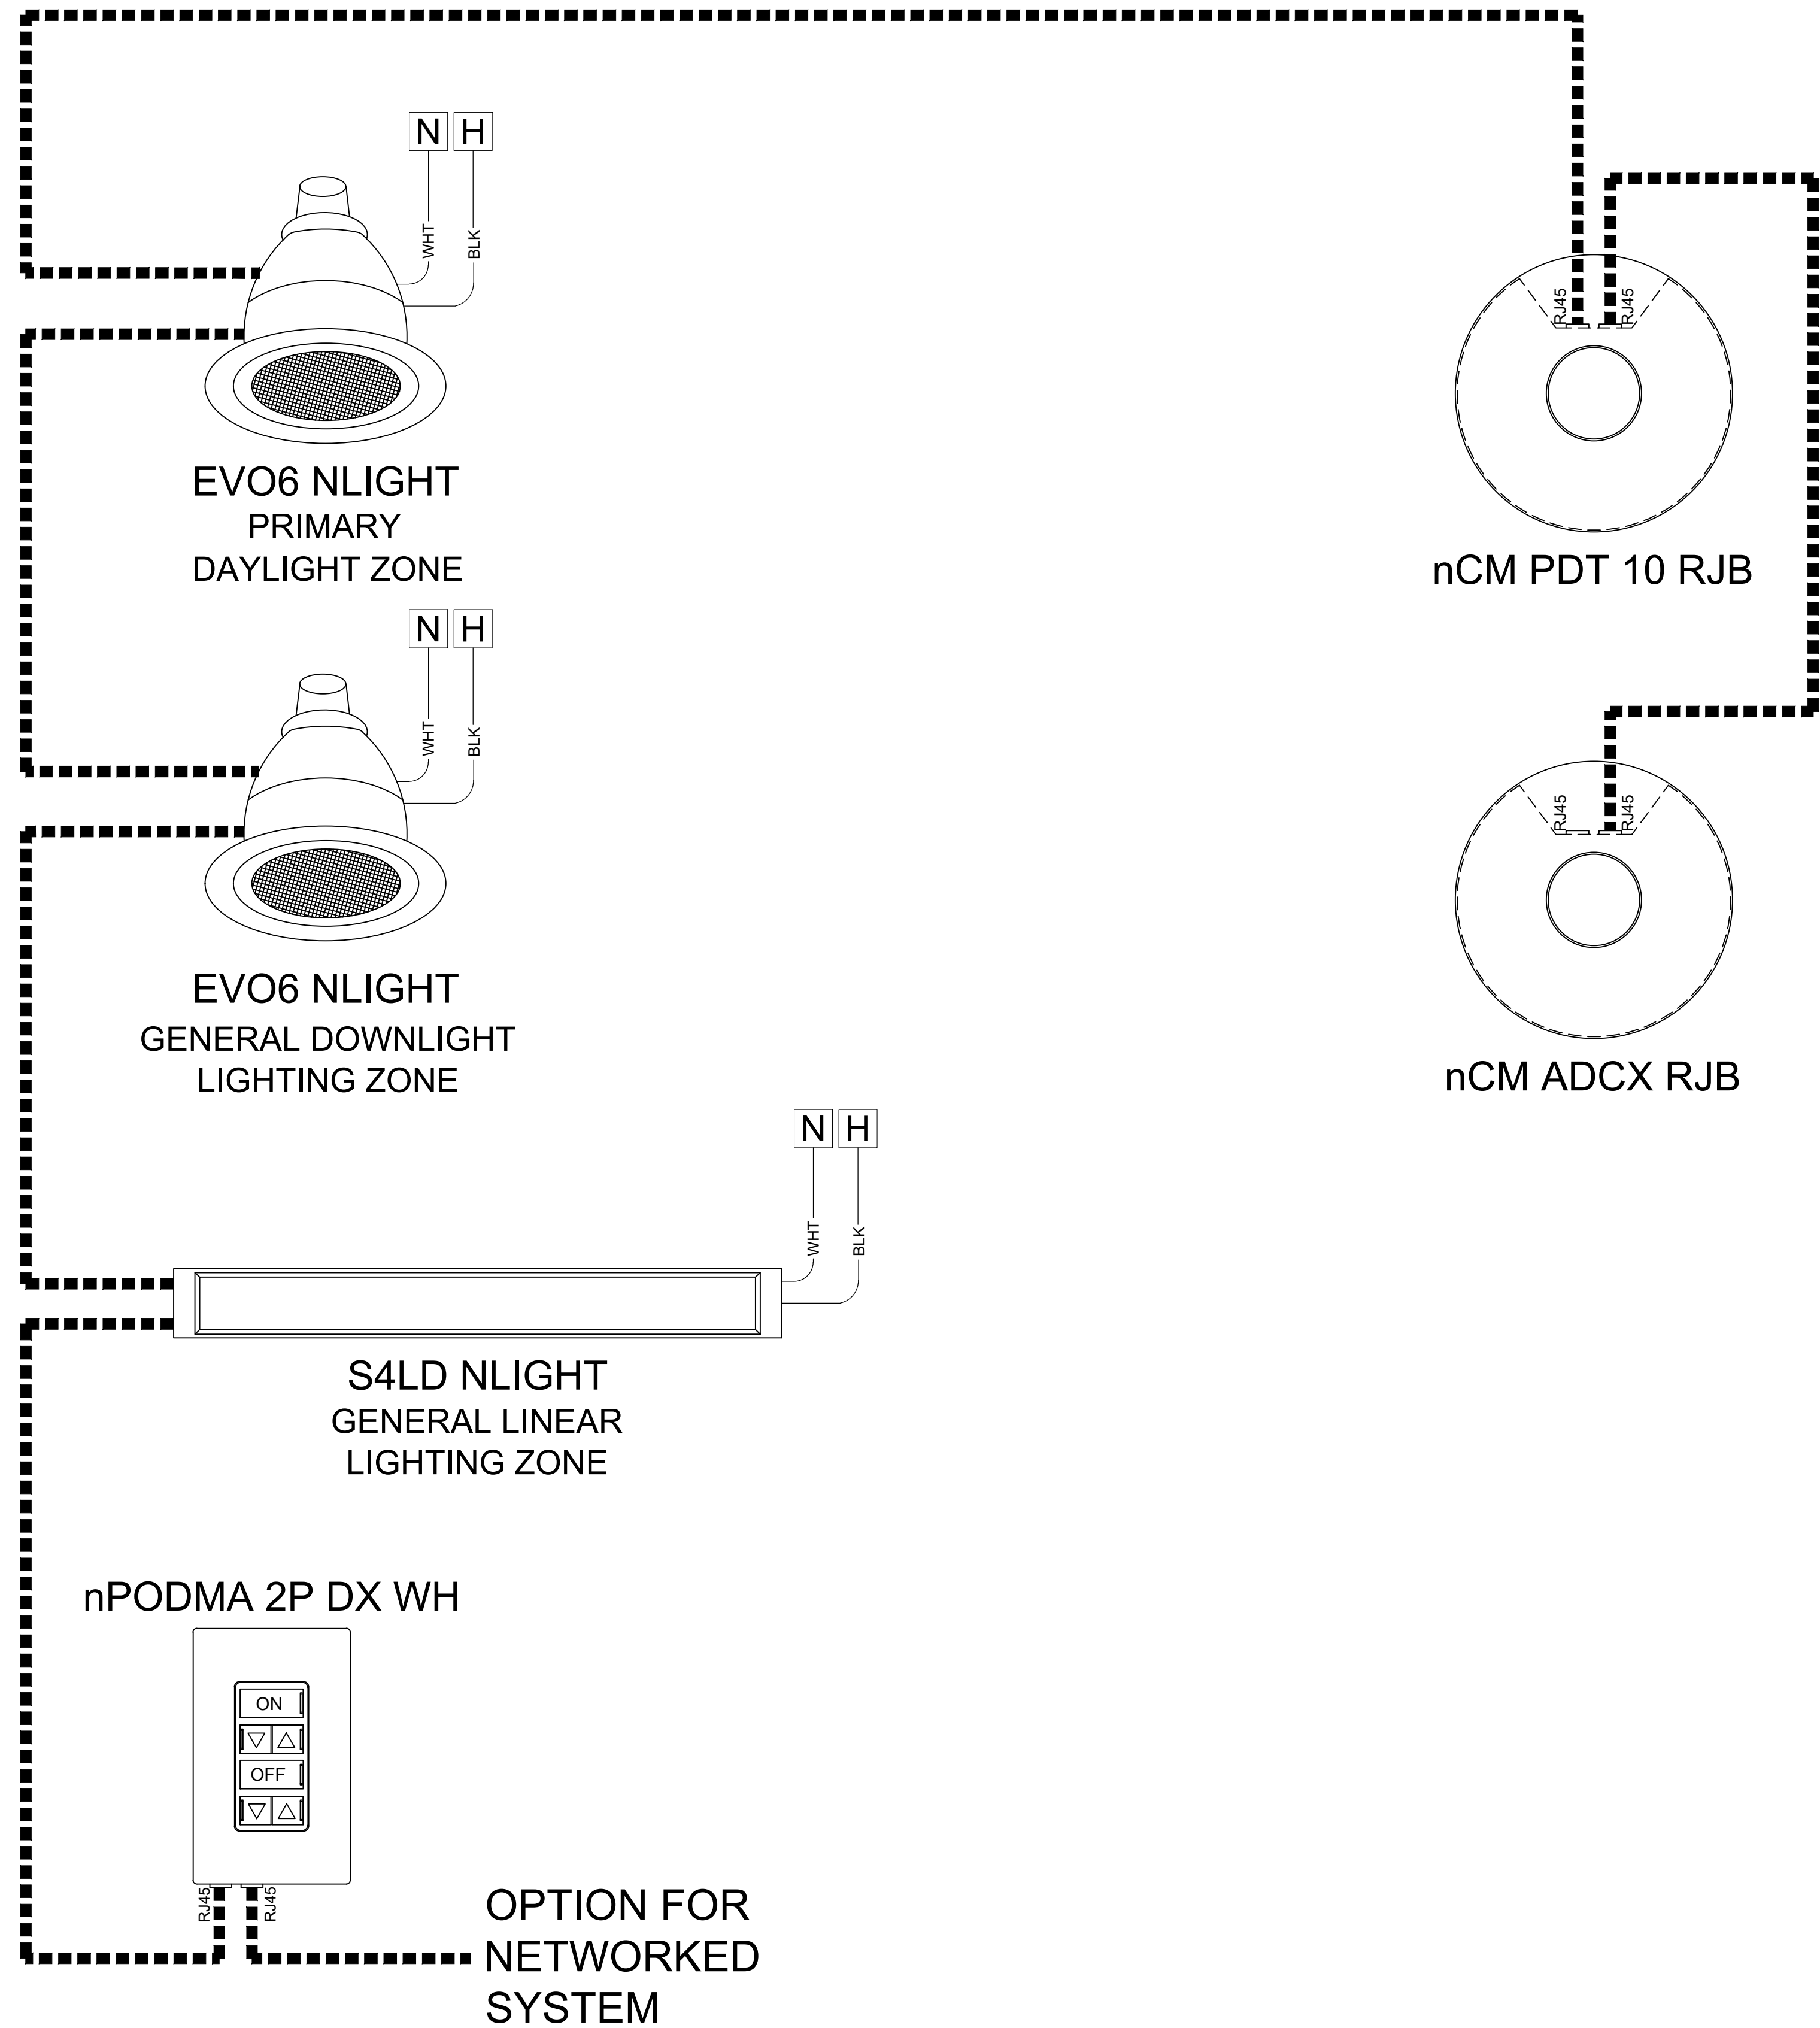 N H
WHT
BLK
EVO6 NLIGHT
PRIMARY
DAYLIGHT ZONE
RJ45
RJ45
nCM PDT 10 RJB
N H
WHT
BLK
EVO6 NLIGHT
GENERAL DOWNLIGHT
LIGHTING ZONE
RJ45
RJ45
nCM ADCX RJB
N H
WHT
BLK
S4LD NLIGHT
GENERAL LINEAR
LIGHTING ZONE
nPODMA 2P DX WH
ON
OFF
RJ45
RJ45
OPTION FOR
NETWORKED
SYSTEM